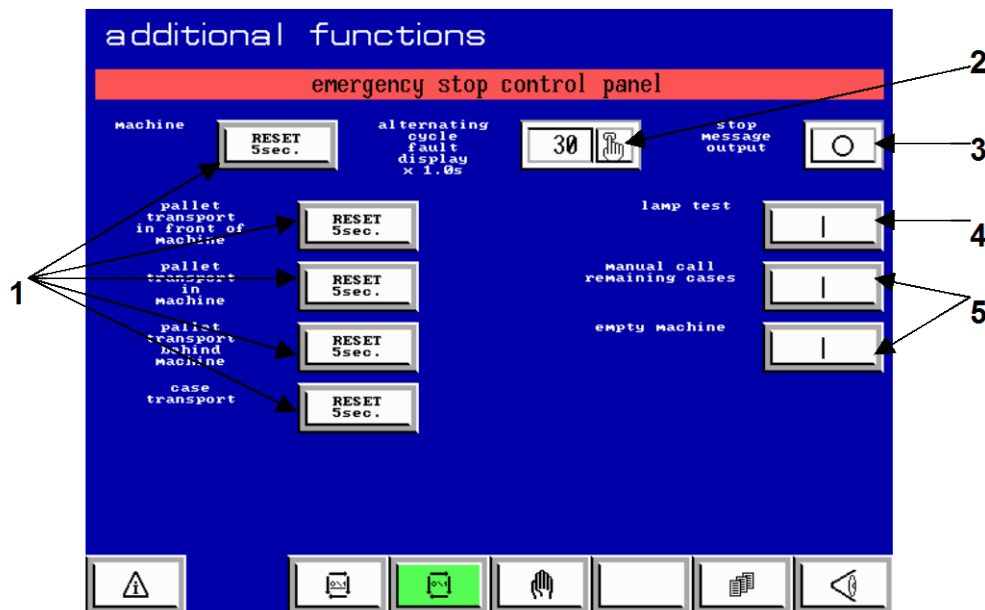 additional functions
emergency stop control panel
machine
RESET
5sec.
alternating
cycle
fault
display
x 1.0s
30
stop
message
output
2
3
pallet
transport
in front of
machine
RESET
5sec.
lamp test
4
pallet
transport
in
machine
RESET
5sec.
manual call
remaining cases
1
5
pallet
transport
behind
machine
RESET
5sec.
empty machine
case
transport
RESET
5sec.